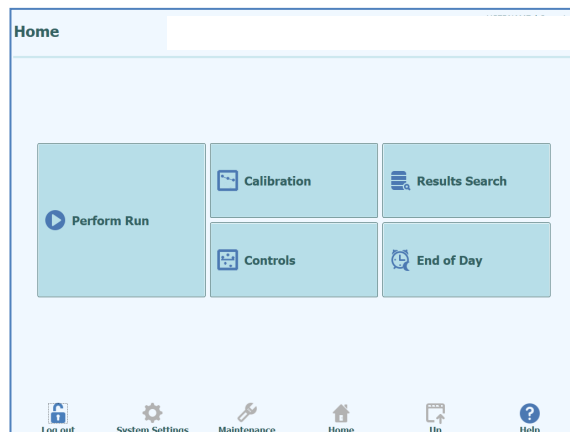 Home
Calibration
Results Search
Perform Run
Controls
End of Day
Log out
System Settings
Maintenance
Home
Up
Help